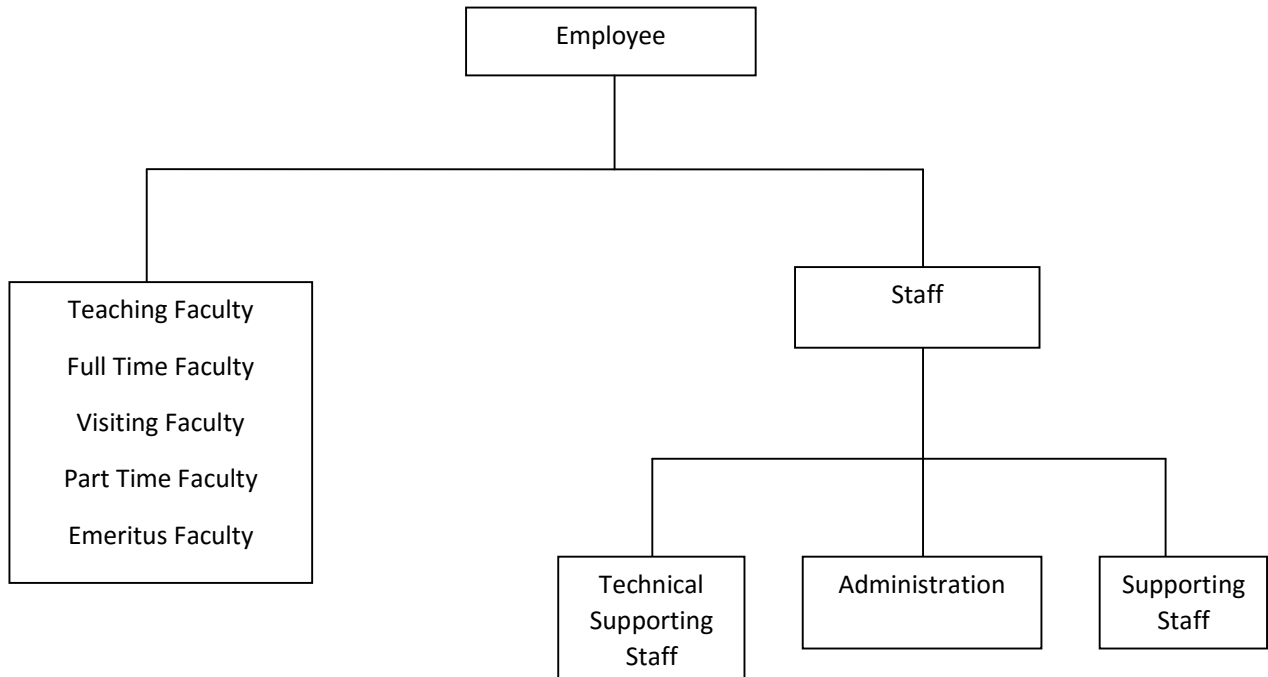 Employee
Teaching Faculty
Full Time Faculty
Visiting Faculty
Part Time Faculty
Emeritus Faculty
Staff
Technical
Supporting
Staff
Administration
Supporting
Staff